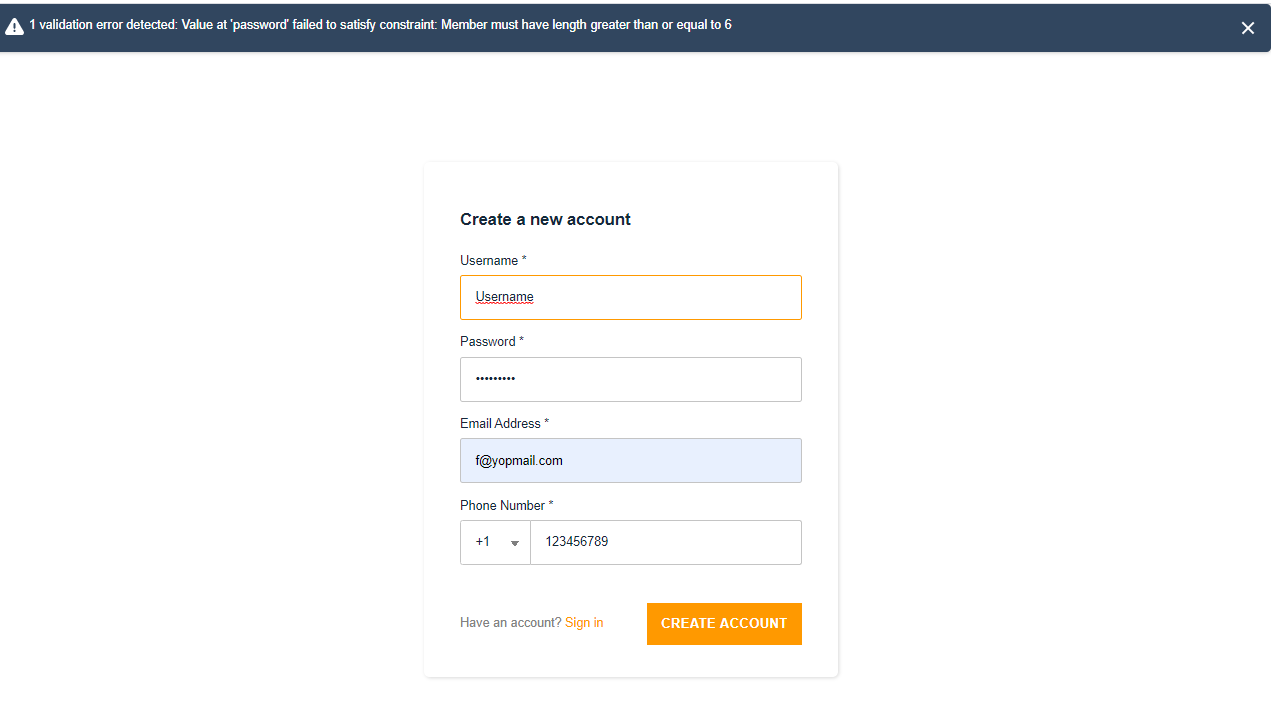 1 validation error detected: Value at 'password' failed to satisfy constraint: Member must have length greater than or equal to 6
Create a new account
Username *
Username
Password *
•••••••••
Email Address *
f@yopmail.com
Phone Number *
+1 123456789
Have an account? Sign in
CREATE ACCOUNT